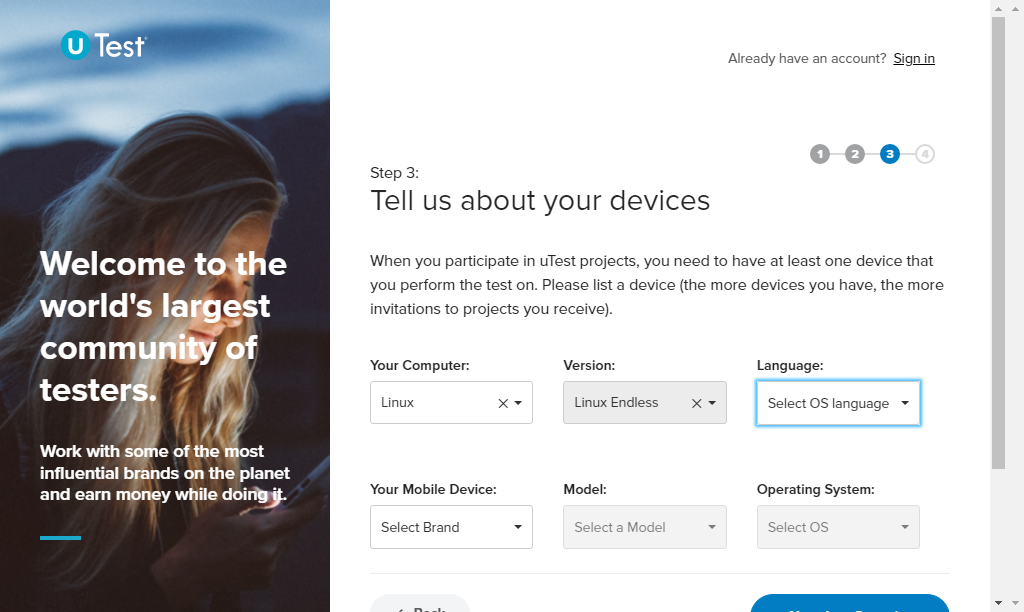 U Test
Already have an account? Sign in
1 2 3 4
Step 3:
Tell us about your devices
Welcome to the
world's largest
community of
testers.
Work with some of the most
influential brands on the planet
and earn money while doing it.
When you participate in uTest projects, you need to have at least one device that
you perform the test on. Please list a device (the more devices you have, the more
invitations to projects you receive).
Your Computer: Version: Language:
Linux Linux Endless Select OS language
Your Mobile Device: Model: Operating System:
Select Brand Select a Model Select OS
Back